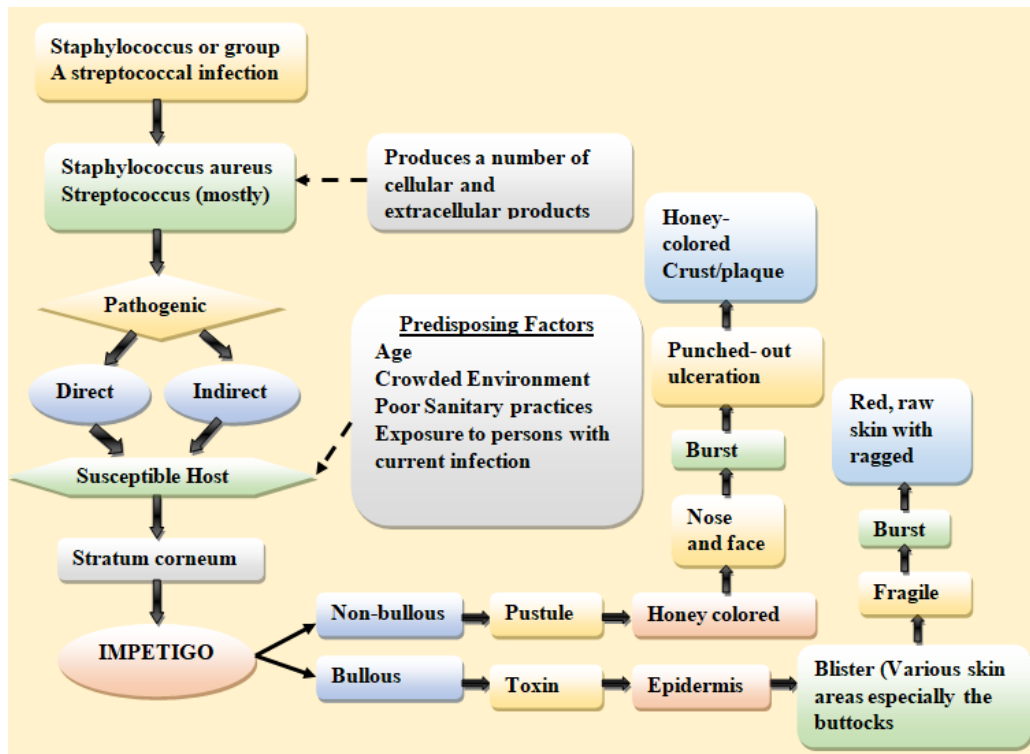 Staphylococcus or group
A streptococcal infection
Staphylococcus aureus
Streptococcus (mostly)
Produces a number of
cellular and
extracellular products
Pathogenic
Direct
Indirect
Predisposing Factors
Age
Crowded Environment
Poor Sanitary practices
Exposure to persons with
current infection
Susceptible Host
Stratum corneum
IMPETIGO
Non-bullous
Pustule
Honey colored
Nose
and face
Burst
Punched- out
ulceration
Honey-
colored
Crust/plaque
Bullous
Toxin
Epidermis
Blister (Various skin
areas especially the
buttocks
Fragile
Burst
Red, raw
skin with
ragged